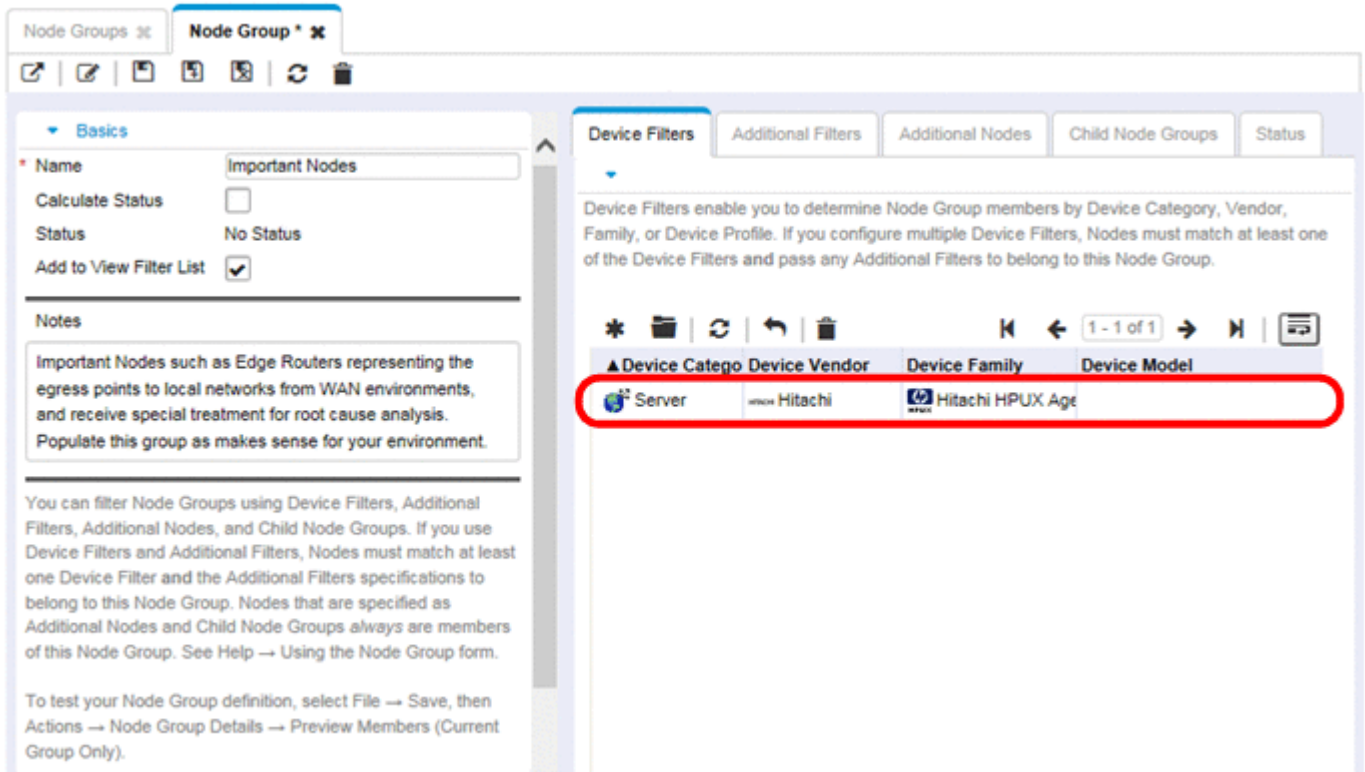 Node Groups
Node Group *
Basics
* Name
Important Nodes
Calculate Status
Status
No Status
Add to View Filter List
Notes
Important Nodes such as Edge Routers representing the
egress points to local networks from WAN environments,
and receive special treatment for root cause analysis.
Populate this group as makes sense for your environment.
You can filter Node Groups using Device Filters, Additional
Filters, Additional Nodes, and Child Node Groups. If you use
Device Filters and Additional Filters, Nodes must match at least
one Device Filter and the Additional Filters specifications to
belong to this Node Group. Nodes that are specified as
Additional Nodes and Child Node Groups always are members
of this Node Group. See Help → Using the Node Group form.
To test your Node Group definition, select File → Save, then
Actions → Node Group Details → Preview Members (Current
Group Only).
Device Filters
Additional Filters
Additional Nodes
Child Node Groups
Status
Device Filters enable you to determine Node Group members by Device Category, Vendor,
Family, or Device Profile. If you configure multiple Device Filters, Nodes must match at least one
of the Device Filters and pass any Additional Filters to belong to this Node Group.
1 - 1 of 1
▲Device Catego Device Vendor Device Family Device Model
Server HITACHI Hitachi HPUX Hitachi HPUX Age